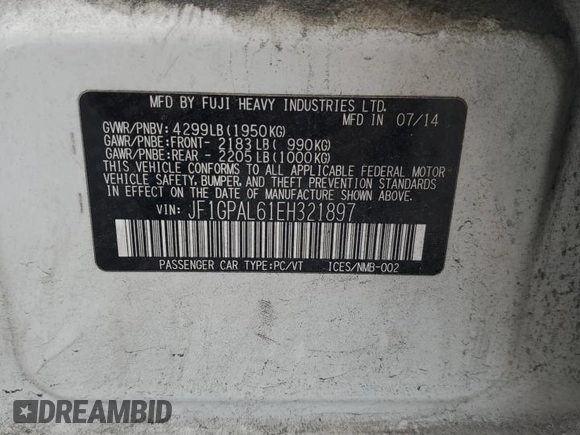 MFD BY FUJI HEAVY INDUSTRIES LTD.
MFD IN 07/14
GVWR/PNBV: 4299LB(1950KG)
GAWR/PNBE:FRONT- 2183LB( 990KG)
GAWR/PNBE:REAR - 2205LB(1000KG)
THIS VEHICLE CONFORMS TO ALL APPLICABLE FEDERAL MOTOR
VEHICLE SAFETY, BUMPER, AND THEFT PREVENTION STANDARDS
IN EFFECT ON THE DATE OF MANUFACTURE SHOWN ABOVE.
VIN: JF1GPAL61EH321897
PASSENGER CAR TYPE:PC/VT ICES/NMB-002
DREAMBID